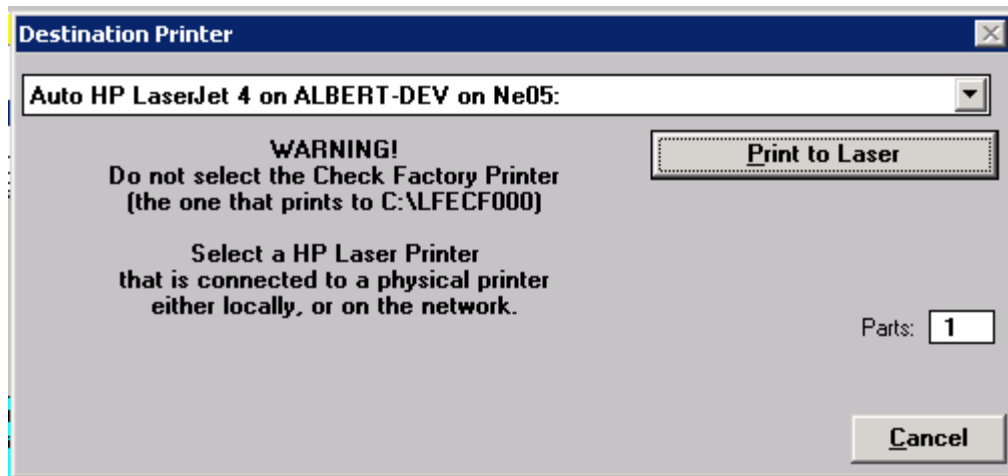 Destination Printer
Auto HP LaserJet 4 on ALBERT-DEV on Ne05:
WARNING!
Do not select the Check Factory Printer
(the one that prints to C:\LFECF000)
Print to Laser
Select a HP Laser Printer
that is connected to a physical printer
either locally, or on the network.
Parts: 1
Cancel